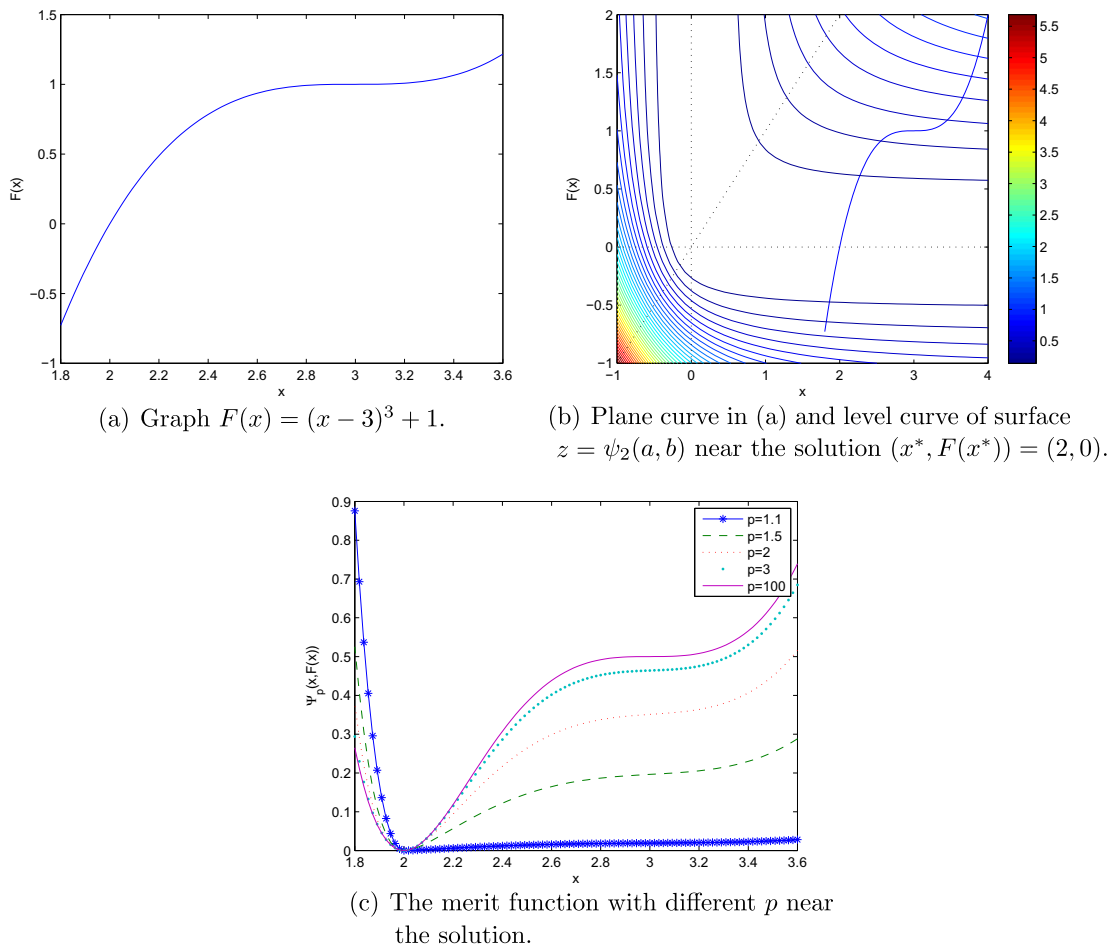 1.5
1
0.5
0
−0.5
−1
F(x)
1.8 2 2.2 2.4 2.6 2.8 3 3.2 3.4 3.6
x
(a) Graph F(x) = (x − 3)³ + 1.
2
1.5
1
0.5
0
−0.5
−1
F(x)
−1 0 1 2 3 4
x
5.5
5
4.5
4
3.5
3
2.5
2
1.5
1
0.5
(b) Plane curve in (a) and level curve of surface
z = ψ₂(a, b) near the solution (x*, F(x*)) = (2, 0).
0.9
0.8
0.7
0.6
0.5
0.4
0.3
0.2
0.1
0
Ψₚ(x,F(x))
1.8 2 2.2 2.4 2.6 2.8 3 3.2 3.4 3.6
x
p=1.1
p=1.5
p=2
p=3
p=100
(c) The merit function with different p near
the solution.